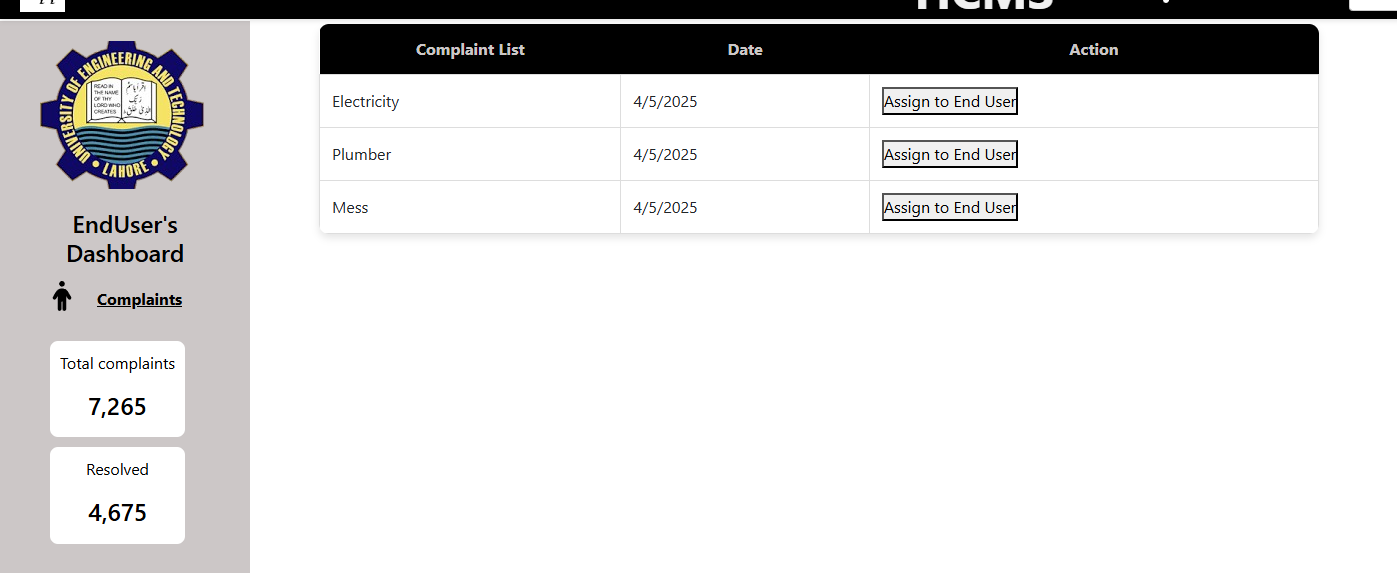 HCMS
Complaint List Date Action
Electricity 4/5/2025 Assign to End User
Plumber 4/5/2025 Assign to End User
Mess 4/5/2025 Assign to End User
UNIVERSITY OF ENGINEERING AND TECHNOLOGY
LAHORE
READ IN
THE NAME
OF THY
LORD WHO
CREATES
EndUser's
Dashboard
Complaints
Total complaints
7,265
Resolved
4,675